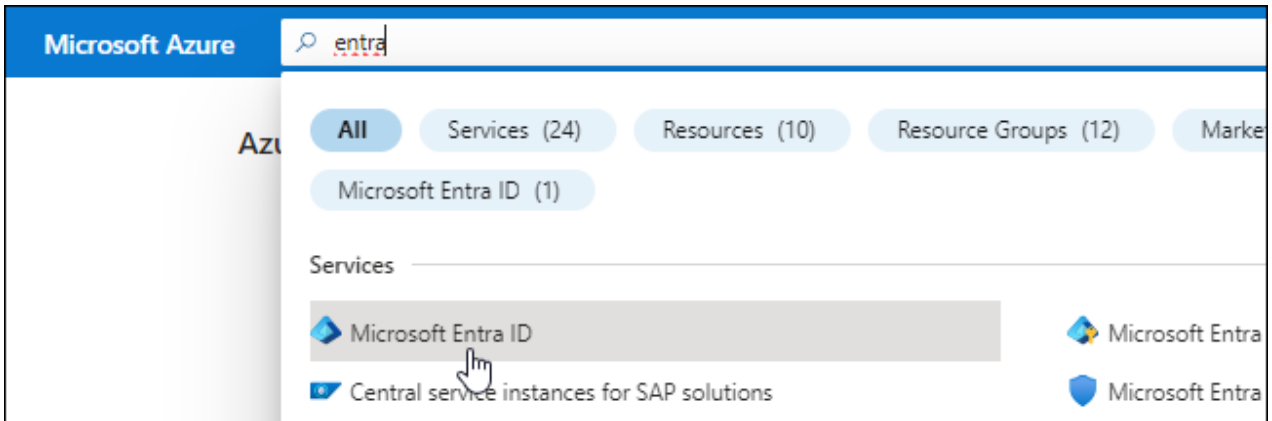 Microsoft Azure entra
Azu
All Services (24) Resources (10) Resource Groups (12) Marke
Microsoft Entra ID (1)
Services
Microsoft Entra ID Microsoft Entra
Central service instances for SAP solutions Microsoft Entra